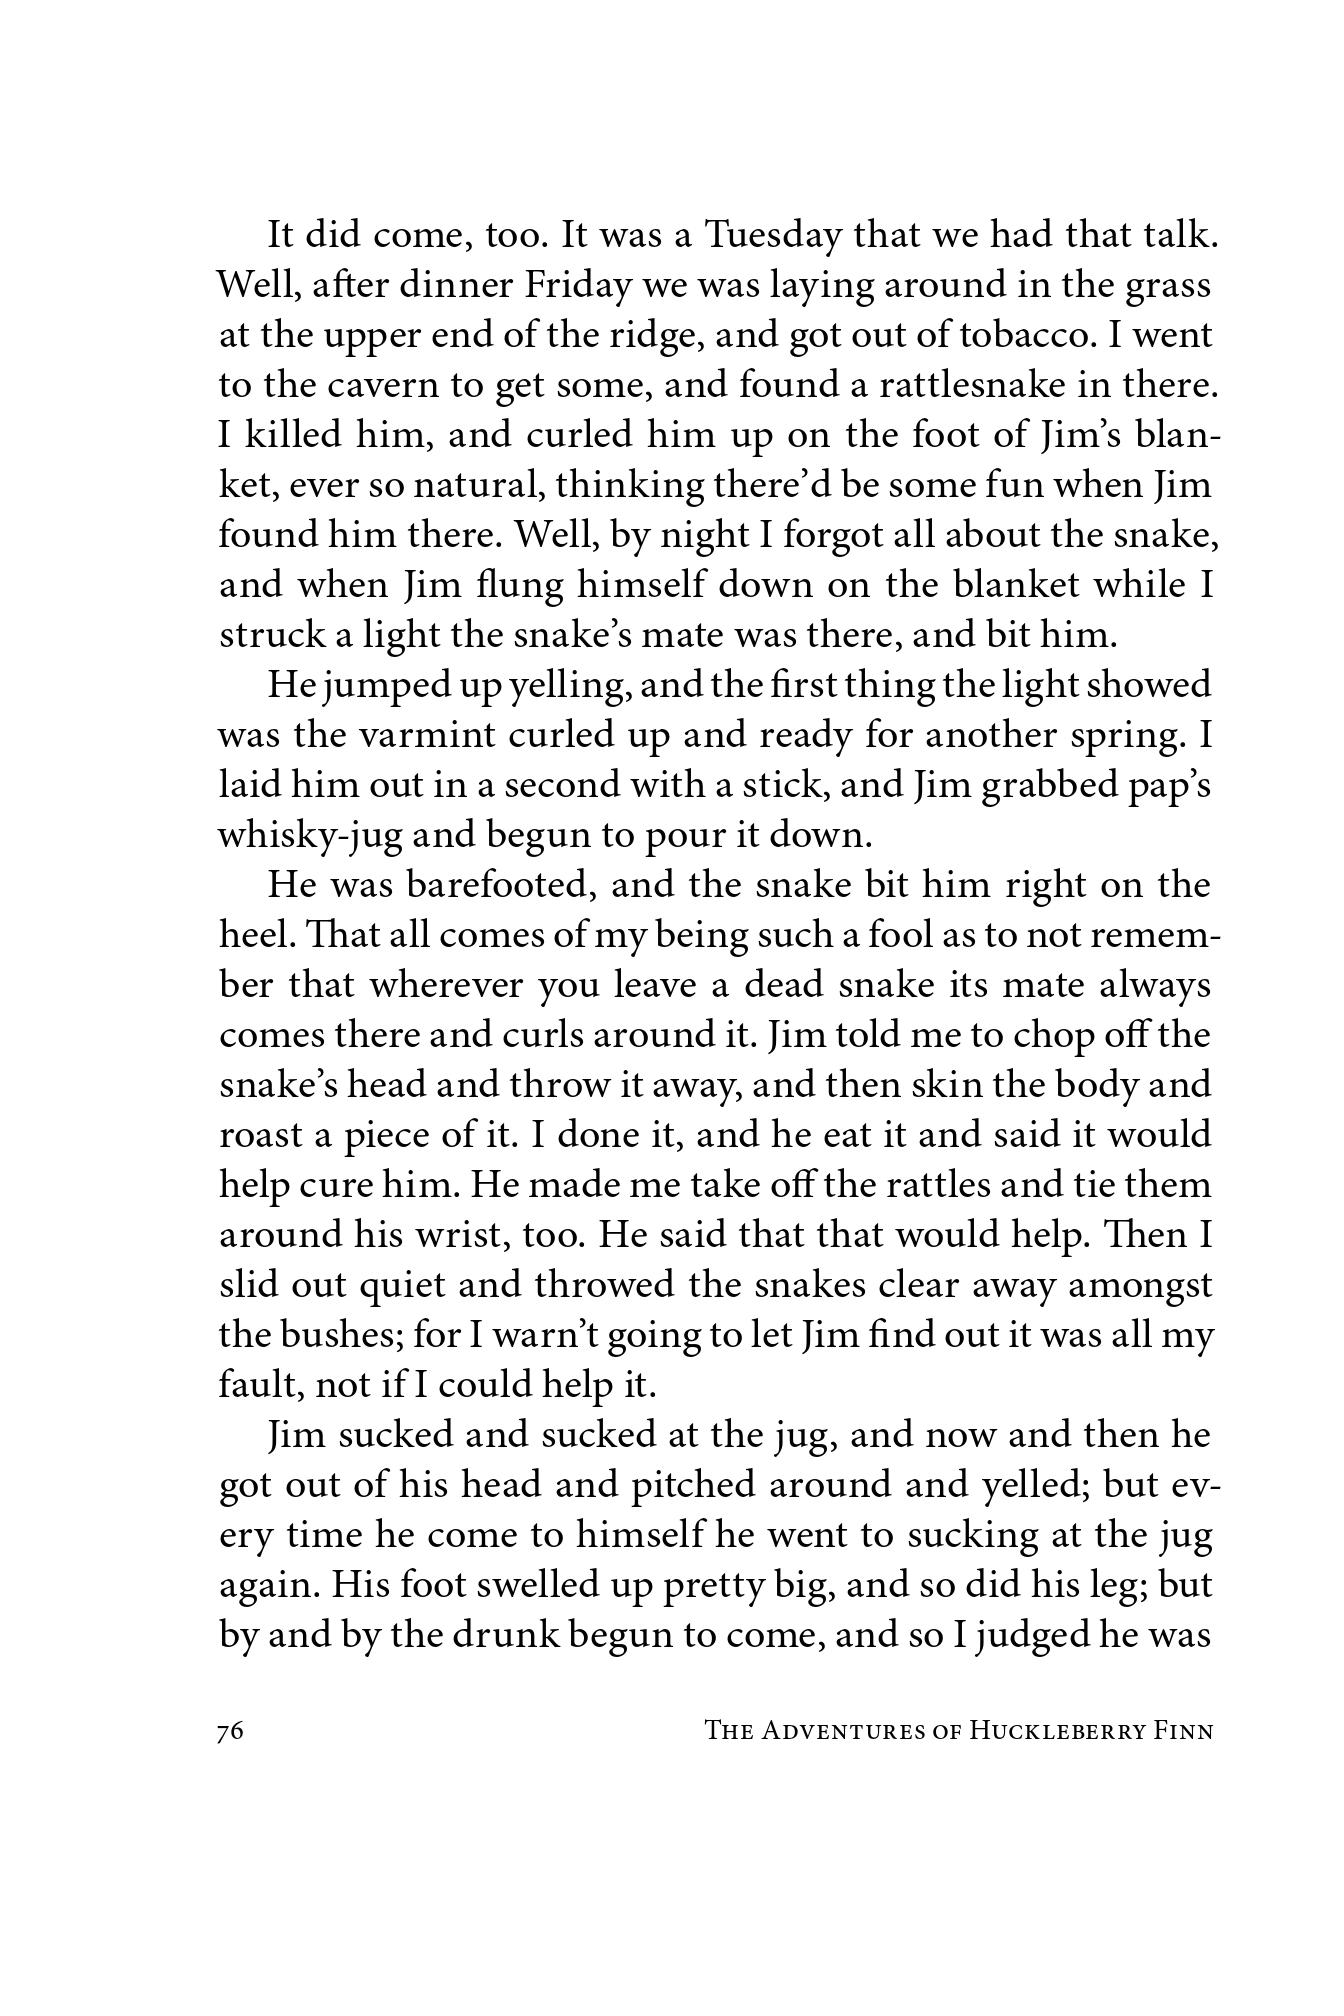 It did come, too. It was a Tuesday that we had that talk.
Well, after dinner Friday we was laying around in the grass
at the upper end of the ridge, and got out of tobacco. I went
to the cavern to get some, and found a rattlesnake in there.
I killed him, and curled him up on the foot of Jim’s blan-
ket, ever so natural, thinking there’d be some fun when Jim
found him there. Well, by night I forgot all about the snake,
and when Jim flung himself down on the blanket while I
struck a light the snake’s mate was there, and bit him.
He jumped up yelling, and the first thing the light showed
was the varmint curled up and ready for another spring. I
laid him out in a second with a stick, and Jim grabbed pap’s
whisky-jug and begun to pour it down.
He was barefooted, and the snake bit him right on the
heel. That all comes of my being such a fool as to not remem-
ber that wherever you leave a dead snake its mate always
comes there and curls around it. Jim told me to chop off the
snake’s head and throw it away, and then skin the body and
roast a piece of it. I done it, and he eat it and said it would
help cure him. He made me take off the rattles and tie them
around his wrist, too. He said that that would help. Then I
slid out quiet and throwed the snakes clear away amongst
the bushes; for I warn’t going to let Jim find out it was all my
fault, not if I could help it.
Jim sucked and sucked at the jug, and now and then he
got out of his head and pitched around and yelled; but ev-
ery time he come to himself he went to sucking at the jug
again. His foot swelled up pretty big, and so did his leg; but
by and by the drunk begun to come, and so I judged he was
76 The Adventures of Huckleberry Finn